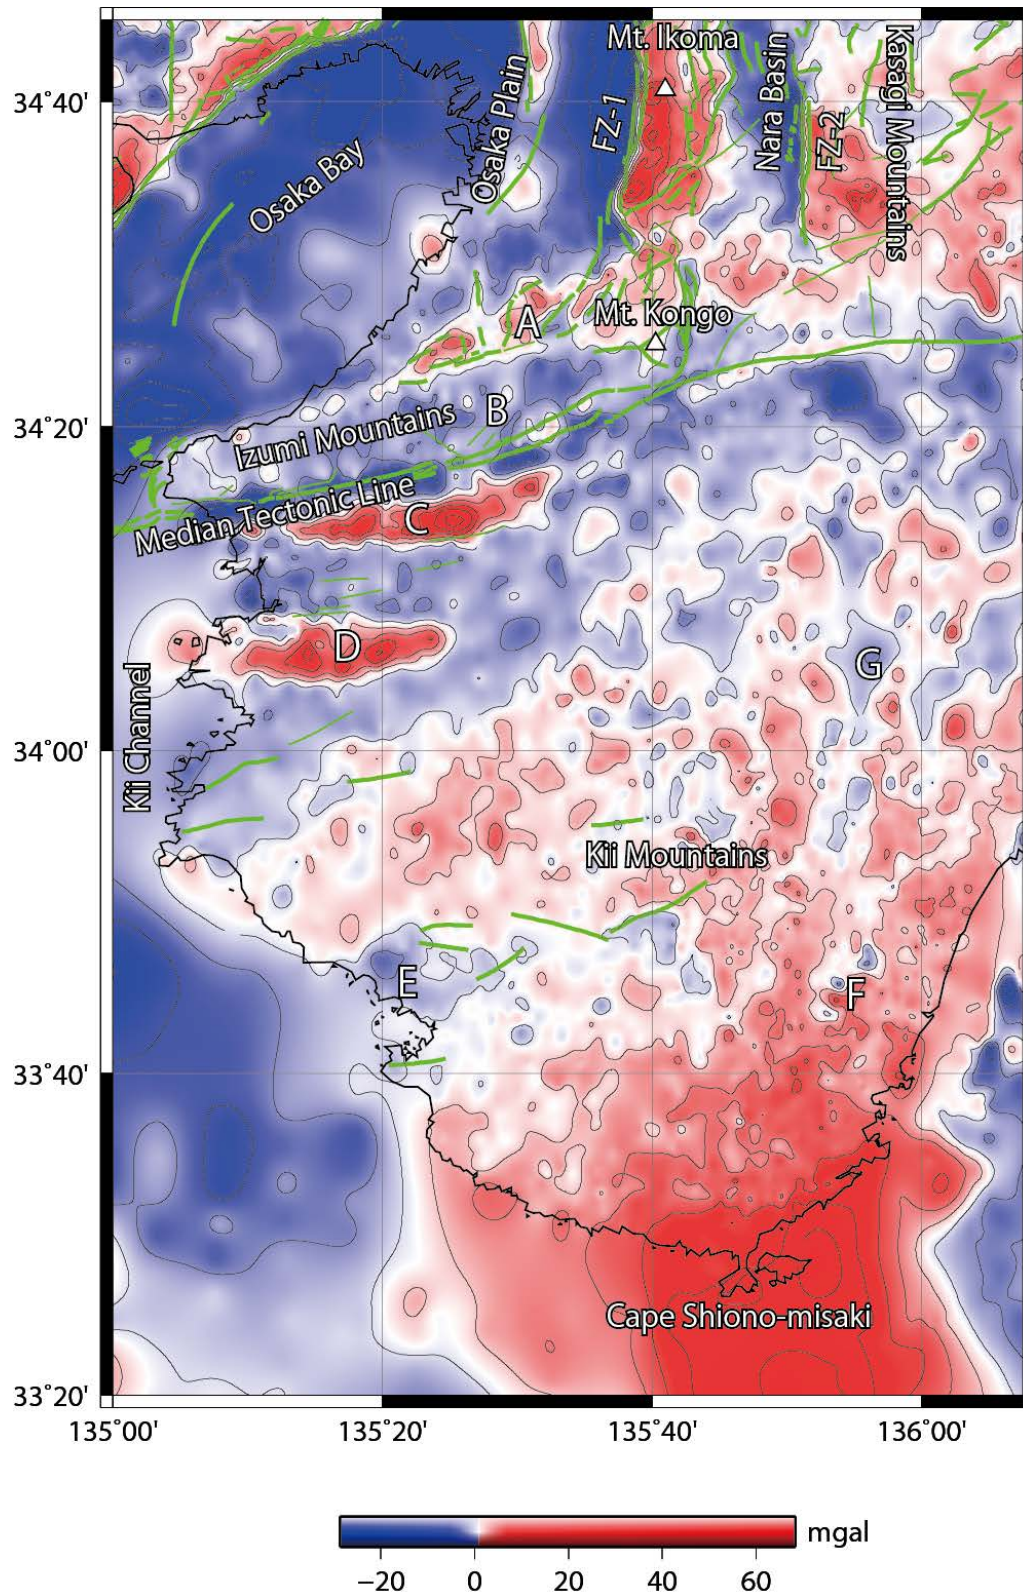 Mt. Ikoma
Kasagi Mountains
Osaka Plain
Nara Basin
34°40'
FZ-1
FZ-2
Osaka Bay
Mt. Kongo
A
B
34°20'
Izumi Mountains
Median Tectonic Line
C
D
G
Kii Channel
34°00'
Kii Mountains
E
F
33°40'
Cape Shiono-misaki
33°20'
135°00'
135°20'
135°40'
136°00'
mgal
−20
0
20
40
60